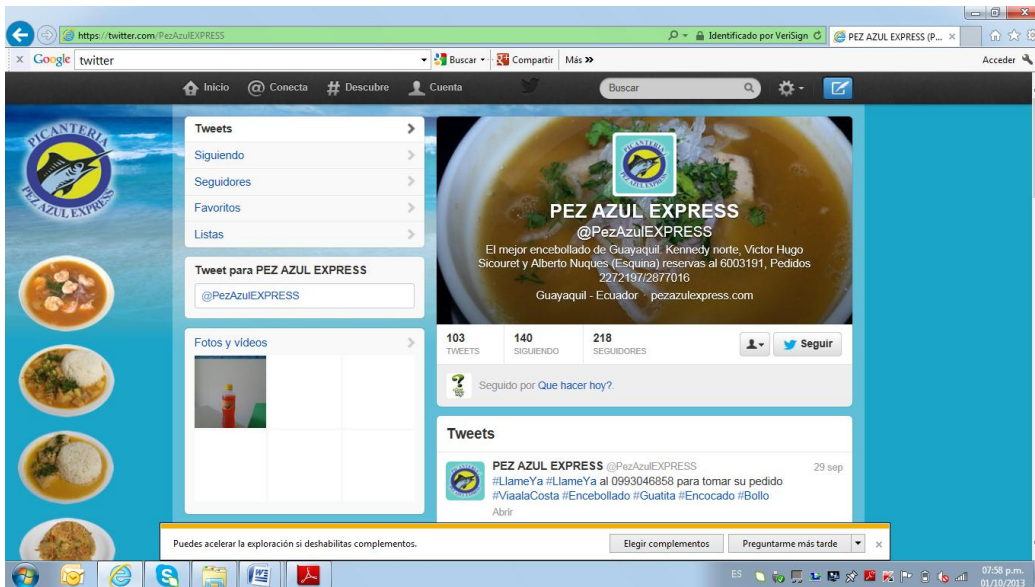 https://twitter.com/PezAzulEXPRESS
Identificado por VeriSign
PEZ AZUL EXPRESS (P...
x Google twitter
Buscar
Compartir
Más »
Acceder
Inicio
Conecta
Descubre
Cuenta
Buscar
PICANTERIA
PEZ AZUL EXPRESS
Tweets
Siguiendo
Seguidores
Favoritos
Listas
Tweet para PEZ AZUL EXPRESS
@PezAzulEXPRESS
Fotos y vídeos
PICANTERIA
PEZ AZUL EXPRESS
PEZ AZUL EXPRESS
@PezAzulEXPRESS
El mejor encebollado de Guayaquil. Kennedy norte, Victor Hugo
Sicouret y Alberto Nuques (Esquina) reservas al 6003191, Pedidos
2272197/2877016
Guayaquil - Ecuador · pezazulexpress.com
103 140 218
TWEETS SIGUIENDO SEGUIDORES
Seguir
Seguido por Que hacer hoy?.
Tweets
PEZ AZUL EXPRESS @PezAzulEXPRESS 29 sep
#LlameYa #LlameYa al 0993046858 para tomar su pedido
#ViaalaCosta #Encebollado #Guatita #Encocado #Bollo
Abrir
Puedes acelerar la exploración si deshabilitas complementos.
Elegir complementos
Preguntarme más tarde
ES
07:58 p.m.
01/10/2013